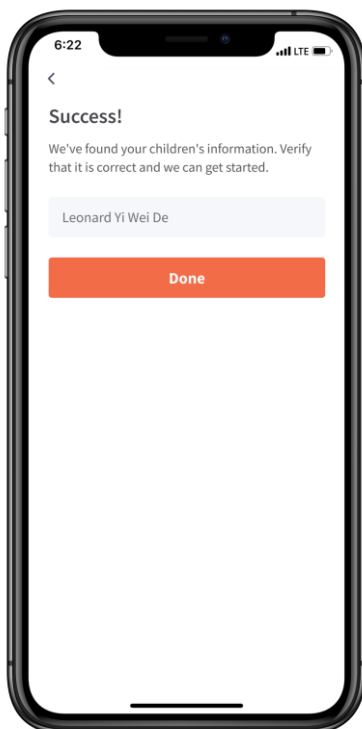 6:22
LTE
Success!
We've found your children's information. Verify
that it is correct and we can get started.
Leonard Yi Wei De
Done